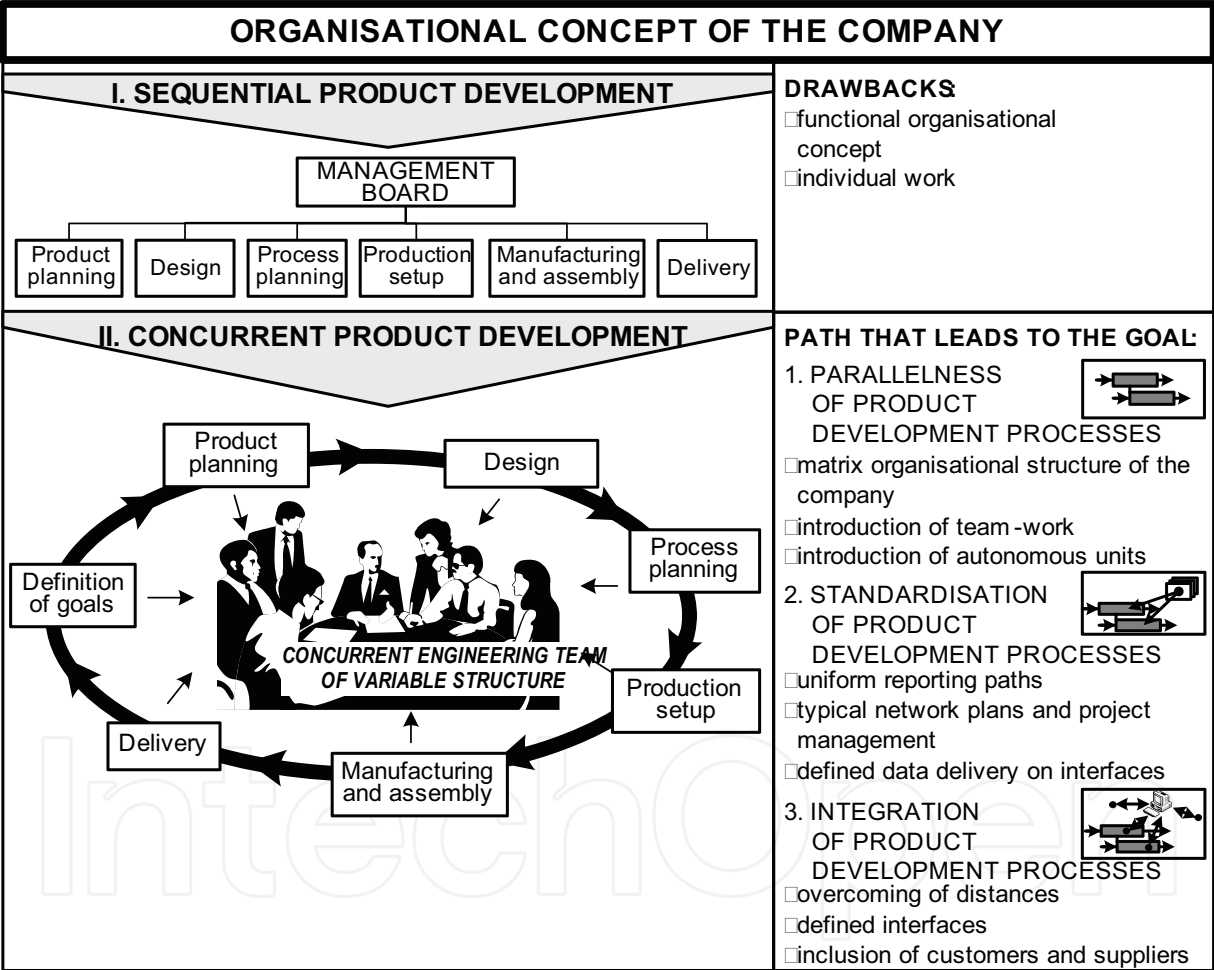 ORGANISATIONAL CONCEPT OF THE COMPANY
I. SEQUENTIAL PRODUCT DEVELOPMENT
MANAGEMENT
BOARD
Product
planning
Design
Process
planning
Production
setup
Manufacturing
and assembly
Delivery
DRAWBACKS:
□functional organisational
concept
□individual work
II. CONCURRENT PRODUCT DEVELOPMENT
Product
planning
Design
Process
planning
Definition
of goals
CONCURRENT ENGINEERING TEAM
OF VARIABLE STRUCTURE
Production
setup
Delivery
Manufacturing
and assembly
PATH THAT LEADS TO THE GOAL:
1. PARALLELNESS
OF PRODUCT
DEVELOPMENT PROCESSES
□matrix organisational structure of the
company
□introduction of team-work
□introduction of autonomous units
2. STANDARDISATION
OF PRODUCT
DEVELOPMENT PROCESSES
□uniform reporting paths
□typical network plans and project
management
□defined data delivery on interfaces
3. INTEGRATION
OF PRODUCT
DEVELOPMENT PROCESSES
□overcoming of distances
□defined interfaces
□inclusion of customers and suppliers
IntechOpen